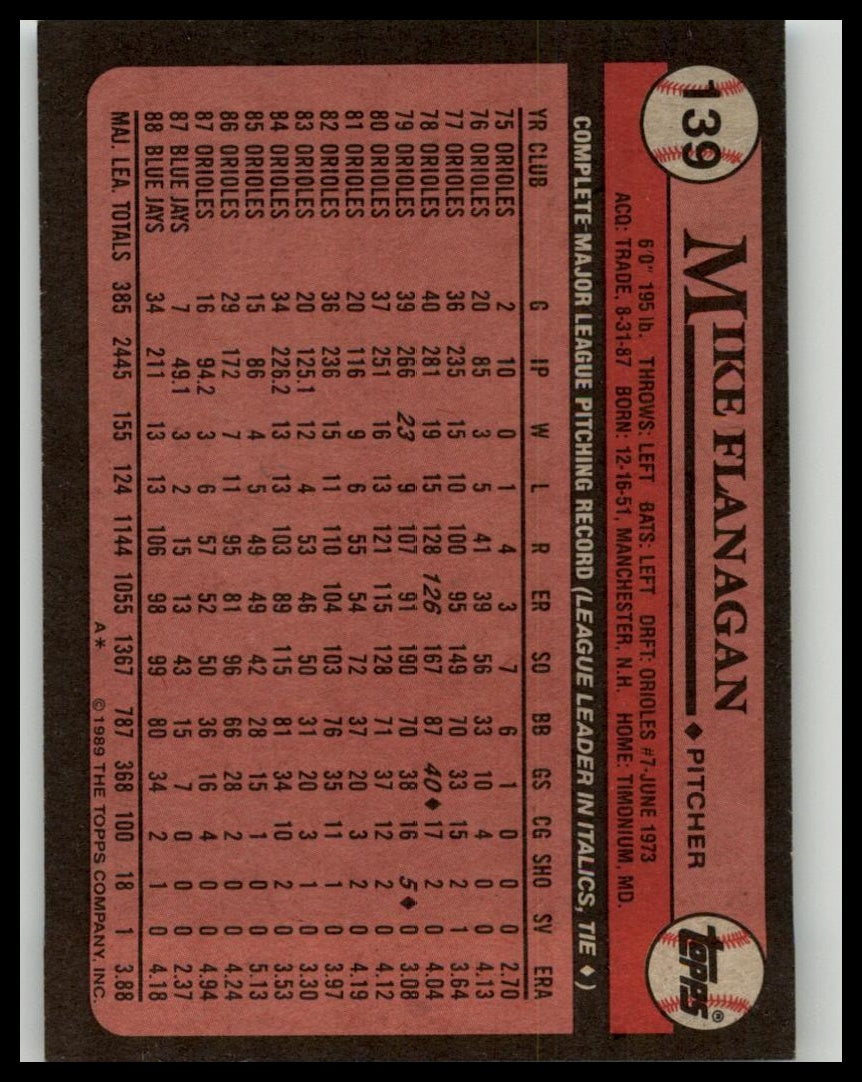 139
MIKE FLANAGAN ♦ PITCHER
TOPPS®
6'0" 195 lb. THROWS: LEFT BATS: LEFT DRFT: ORIOLES #7-JUNE 1973
ACQ: TRADE, 8-31-87 BORN: 12-16-51, MANCHESTER, N.H. HOME: TIMONIUM, MD.
COMPLETE MAJOR LEAGUE PITCHING RECORD (LEAGUE LEADER IN ITALICS, TIE ♦)
YR CLUB G IP W L R ER SO BB GS CG SHO SV ERA
75 ORIOLES 2 10 0 1 4 3 7 6 1 0 0 0 2.70
76 ORIOLES 20 85 3 5 41 39 56 33 10 4 0 0 4.13
77 ORIOLES 36 235 15 10 100 95 149 70 33 15 2 1 3.64
78 ORIOLES 40 281 19 15 128 126 167 87 40♦ 17 2 0 4.04
79 ORIOLES 39 266 23 9 107 91 190 70 38 16 5♦ 0 3.08
80 ORIOLES 37 251 16 13 121 115 128 71 37 12 2 0 4.12
81 ORIOLES 20 116 9 6 55 54 72 37 20 3 2 0 4.19
82 ORIOLES 36 236 15 11 110 104 103 76 35 11 1 0 3.97
83 ORIOLES 20 125.1 12 4 53 46 50 31 20 3 1 0 3.30
84 ORIOLES 34 226.2 13 13 103 89 115 81 34 10 2 0 3.53
85 ORIOLES 15 86 4 5 49 49 42 28 15 1 0 0 5.13
86 ORIOLES 29 172 7 11 95 81 96 66 28 2 0 0 4.24
87 ORIOLES 16 94.2 3 6 57 52 50 36 16 4 0 0 4.94
87 BLUE JAYS 7 49.1 3 2 15 13 43 15 7 0 0 0 2.37
88 BLUE JAYS 34 211 13 13 106 98 99 80 34 2 1 0 4.18
MAJ. LEA. TOTALS 385 2445 155 124 1144 1055 1367 787 368 100 18 1 3.88
A* ©1989 THE TOPPS COMPANY, INC.